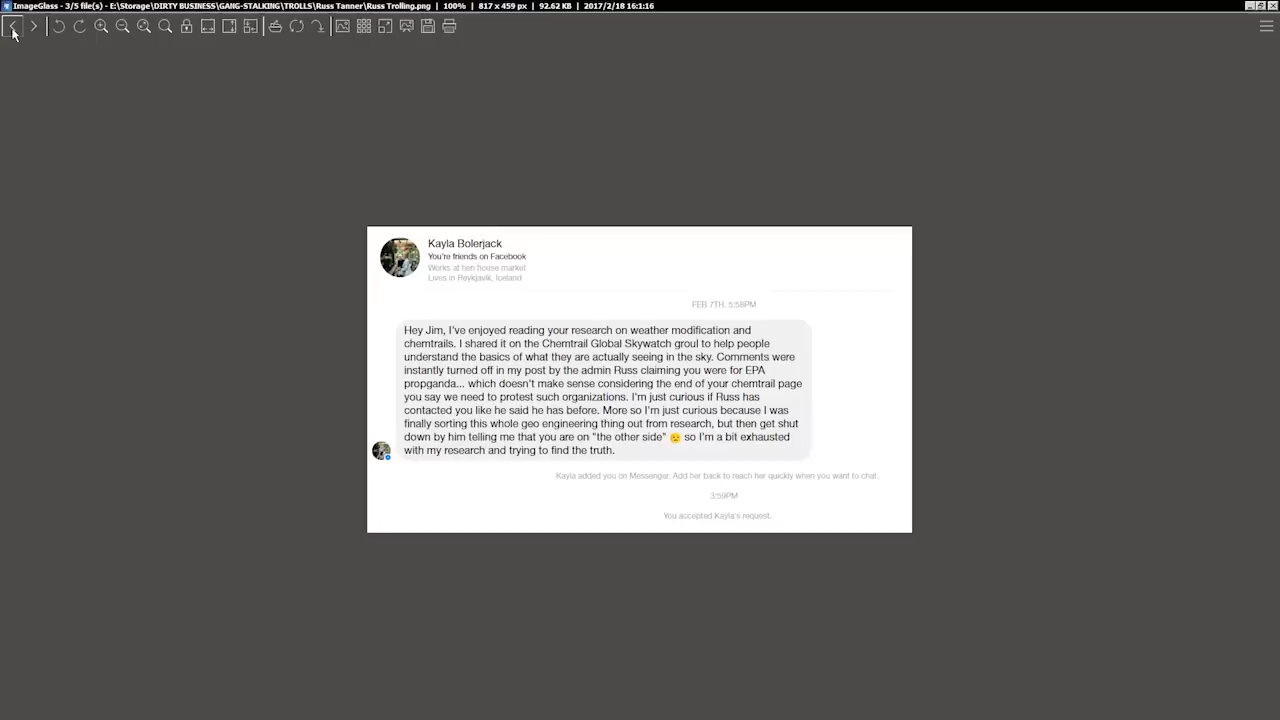 ImageGlass - 3/5 file(s) - E:\Storage\DIRTY BUSINESS\GANG-STALKING\TROLLS\Russ Tanner\Russ Trolling.png | 100% | 817 x 459 px | 92.62 KB | 2017/2/18 16:1:16
Kayla Bolerjack
You're friends on Facebook
Works at hen house market
Lives in Reykjavik, Iceland
FEB 7TH, 5:58PM
Hey Jim, I've enjoyed reading your research on weather modification and
chemtrails. I shared it on the Chemtrail Global Skywatch groul to help people
understand the basics of what they are actually seeing in the sky. Comments were
instantly turned off in my post by the admin Russ claiming you were for EPA
propganda... which doesn't make sense considering the end of your chemtrail page
you say we need to protest such organizations. I'm just curious if Russ has
contacted you like he said he has before. More so I'm just curious because I was
finally sorting this whole geo engineering thing out from research, but then get shut
down by him telling me that you are on "the other side" 😟 so I'm a bit exhausted
with my research and trying to find the truth.
Kayla added you on Messenger. Add her back to reach her quickly when you want to chat.
3:59PM
You accepted Kayla's request.